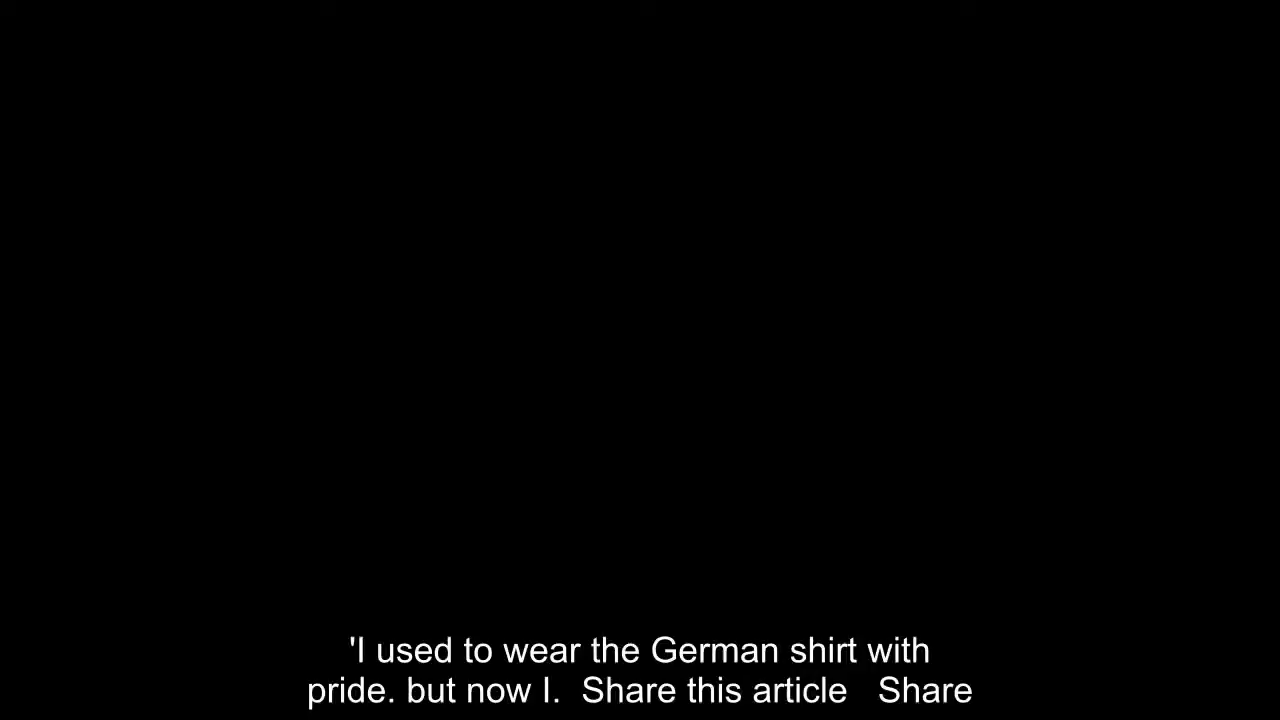 'I used to wear the German shirt with
pride. but now I.  Share this article   Share